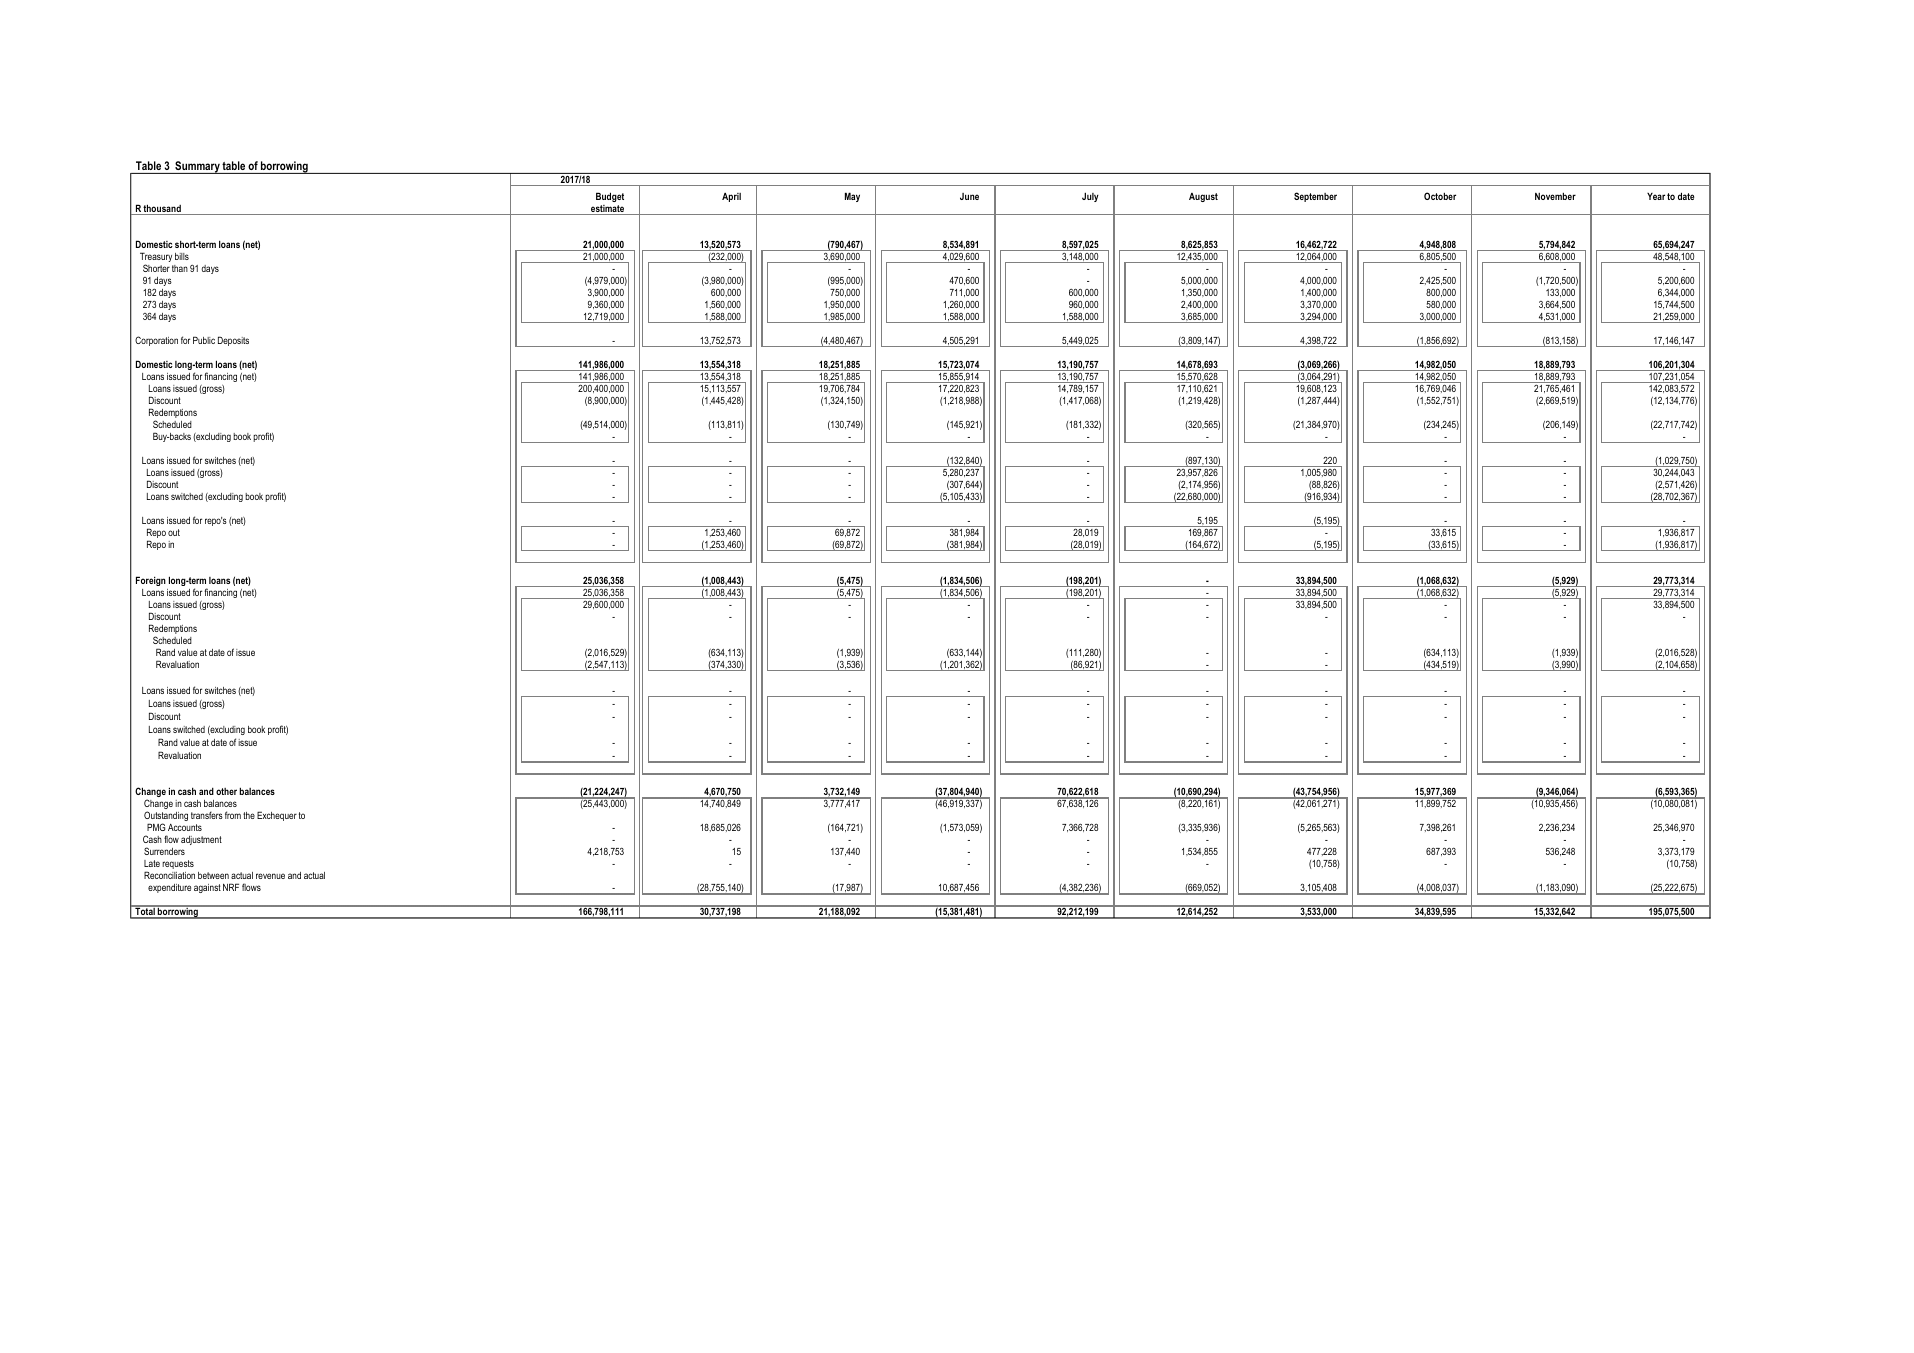 Table 3 Summary table of borrowing
2017/18
Budget April May June July August September October November Year to date
R thousand estimate
Domestic short-term loans (net) 21,000,000 13,520,573 (790,467) 8,534,891 8,597,025 8,625,853 16,462,722 4,948,808 5,794,842 65,694,247
Treasury bills 21,000,000 (232,000) 3,690,000 4,029,600 3,148,000 12,435,000 12,064,000 6,805,500 6,608,000 48,548,100
Shorter than 91 days - - - - - - - - - -
91 days (4,979,000) (3,980,000) (995,000) 470,600 - 5,000,000 4,000,000 2,425,500 (1,720,500) 5,200,600
182 days 3,900,000 600,000 750,000 711,000 600,000 1,350,000 1,400,000 800,000 133,000 6,344,000
273 days 9,360,000 1,560,000 1,950,000 1,260,000 960,000 2,400,000 3,370,000 580,000 3,664,500 15,744,500
364 days 12,719,000 1,588,000 1,985,000 1,588,000 1,588,000 3,685,000 3,294,000 3,000,000 4,531,000 21,259,000
Corporation for Public Deposits - 13,752,573 (4,480,467) 4,505,291 5,449,025 (3,809,147) 4,398,722 (1,856,692) (813,158) 17,146,147
Domestic long-term loans (net) 141,986,000 13,554,318 18,251,885 15,723,074 13,190,757 14,678,693 (3,069,266) 14,982,050 18,889,793 106,201,304
Loans issued for financing (net) 141,986,000 13,554,318 18,251,885 15,855,914 13,190,757 15,570,628 (3,064,291) 14,982,050 18,889,793 107,231,054
Loans issued (gross) 200,400,000 15,113,557 19,706,784 17,220,823 14,789,157 17,110,621 19,608,123 16,769,046 21,765,461 142,083,572
Discount (8,900,000) (1,445,428) (1,324,150) (1,218,988) (1,417,068) (1,219,428) (1,287,444) (1,552,751) (2,669,519) (12,134,776)
Redemptions
Scheduled (49,514,000) (113,811) (130,749) (145,921) (181,332) (320,565) (21,384,970) (234,245) (206,149) (22,717,742)
Buy-backs (excluding book profit) - - - - - - - - - -
Loans issued for switches (net) - - - (132,840) - (897,130) 220 - - (1,029,750)
Loans issued (gross) - - - 5,280,237 - 23,957,826 1,005,980 - - 30,244,043
Discount - - - (307,644) - (2,174,956) (88,826) - - (2,571,426)
Loans switched (excluding book profit) - - - (5,105,433) - (22,680,000) (916,934) - - (28,702,367)
Loans issued for repo's (net) - - - - - 5,195 (5,195) - - -
Repo out - 1,253,460 69,872 381,984 28,019 169,867 - 33,615 - 1,936,817
Repo in - (1,253,460) (69,872) (381,984) (28,019) (164,672) (5,195) (33,615) - (1,936,817)
Foreign long-term loans (net) 25,036,358 (1,008,443) (5,475) (1,834,506) (198,201) - 33,894,500 (1,068,632) (5,929) 29,773,314
Loans issued for financing (net) 25,036,358 (1,008,443) (5,475) (1,834,506) (198,201) - 33,894,500 (1,068,632) (5,929) 29,773,314
Loans issued (gross) 29,600,000 - - - - - 33,894,500 - - 33,894,500
Discount - - - - - - - - - -
Redemptions
Scheduled
Rand value at date of issue (2,016,529) (634,113) (1,939) (633,144) (111,280) - - (634,113) (1,939) (2,016,528)
Revaluation (2,547,113) (374,330) (3,536) (1,201,362) (86,921) - - (434,519) (3,990) (2,104,658)
Loans issued for switches (net) - - - - - - - - - -
Loans issued (gross) - - - - - - - - - -
Discount - - - - - - - - - -
Loans switched (excluding book profit)
Rand value at date of issue - - - - - - - - - -
Revaluation - - - - - - - - - -
Change in cash and other balances (21,224,247) 4,670,750 3,732,149 (37,804,940) 70,622,618 (10,690,294) (43,754,956) 15,977,369 (9,346,064) (6,593,365)
Change in cash balances (25,443,000) 14,740,849 3,777,417 (46,919,337) 67,638,126 (8,220,161) (42,061,271) 11,899,752 (10,935,456) (10,080,081)
Outstanding transfers from the Exchequer to
PMG Accounts - 18,685,026 (164,721) (1,573,059) 7,366,728 (3,335,936) (5,265,563) 7,398,261 2,236,234 25,346,970
Cash flow adjustment - - - - - - - - - -
Surrenders 4,218,753 15 137,440 - - 1,534,855 477,228 687,393 536,248 3,373,179
Late requests - - - - - - (10,758) - - (10,758)
Reconciliation between actual revenue and actual
expenditure against NRF flows - (28,755,140) (17,987) 10,687,456 (4,382,236) (669,052) 3,105,408 (4,008,037) (1,183,090) (25,222,675)
Total borrowing 166,798,111 30,737,198 21,188,092 (15,381,481) 92,212,199 12,614,252 3,533,000 34,839,595 15,332,642 195,075,500